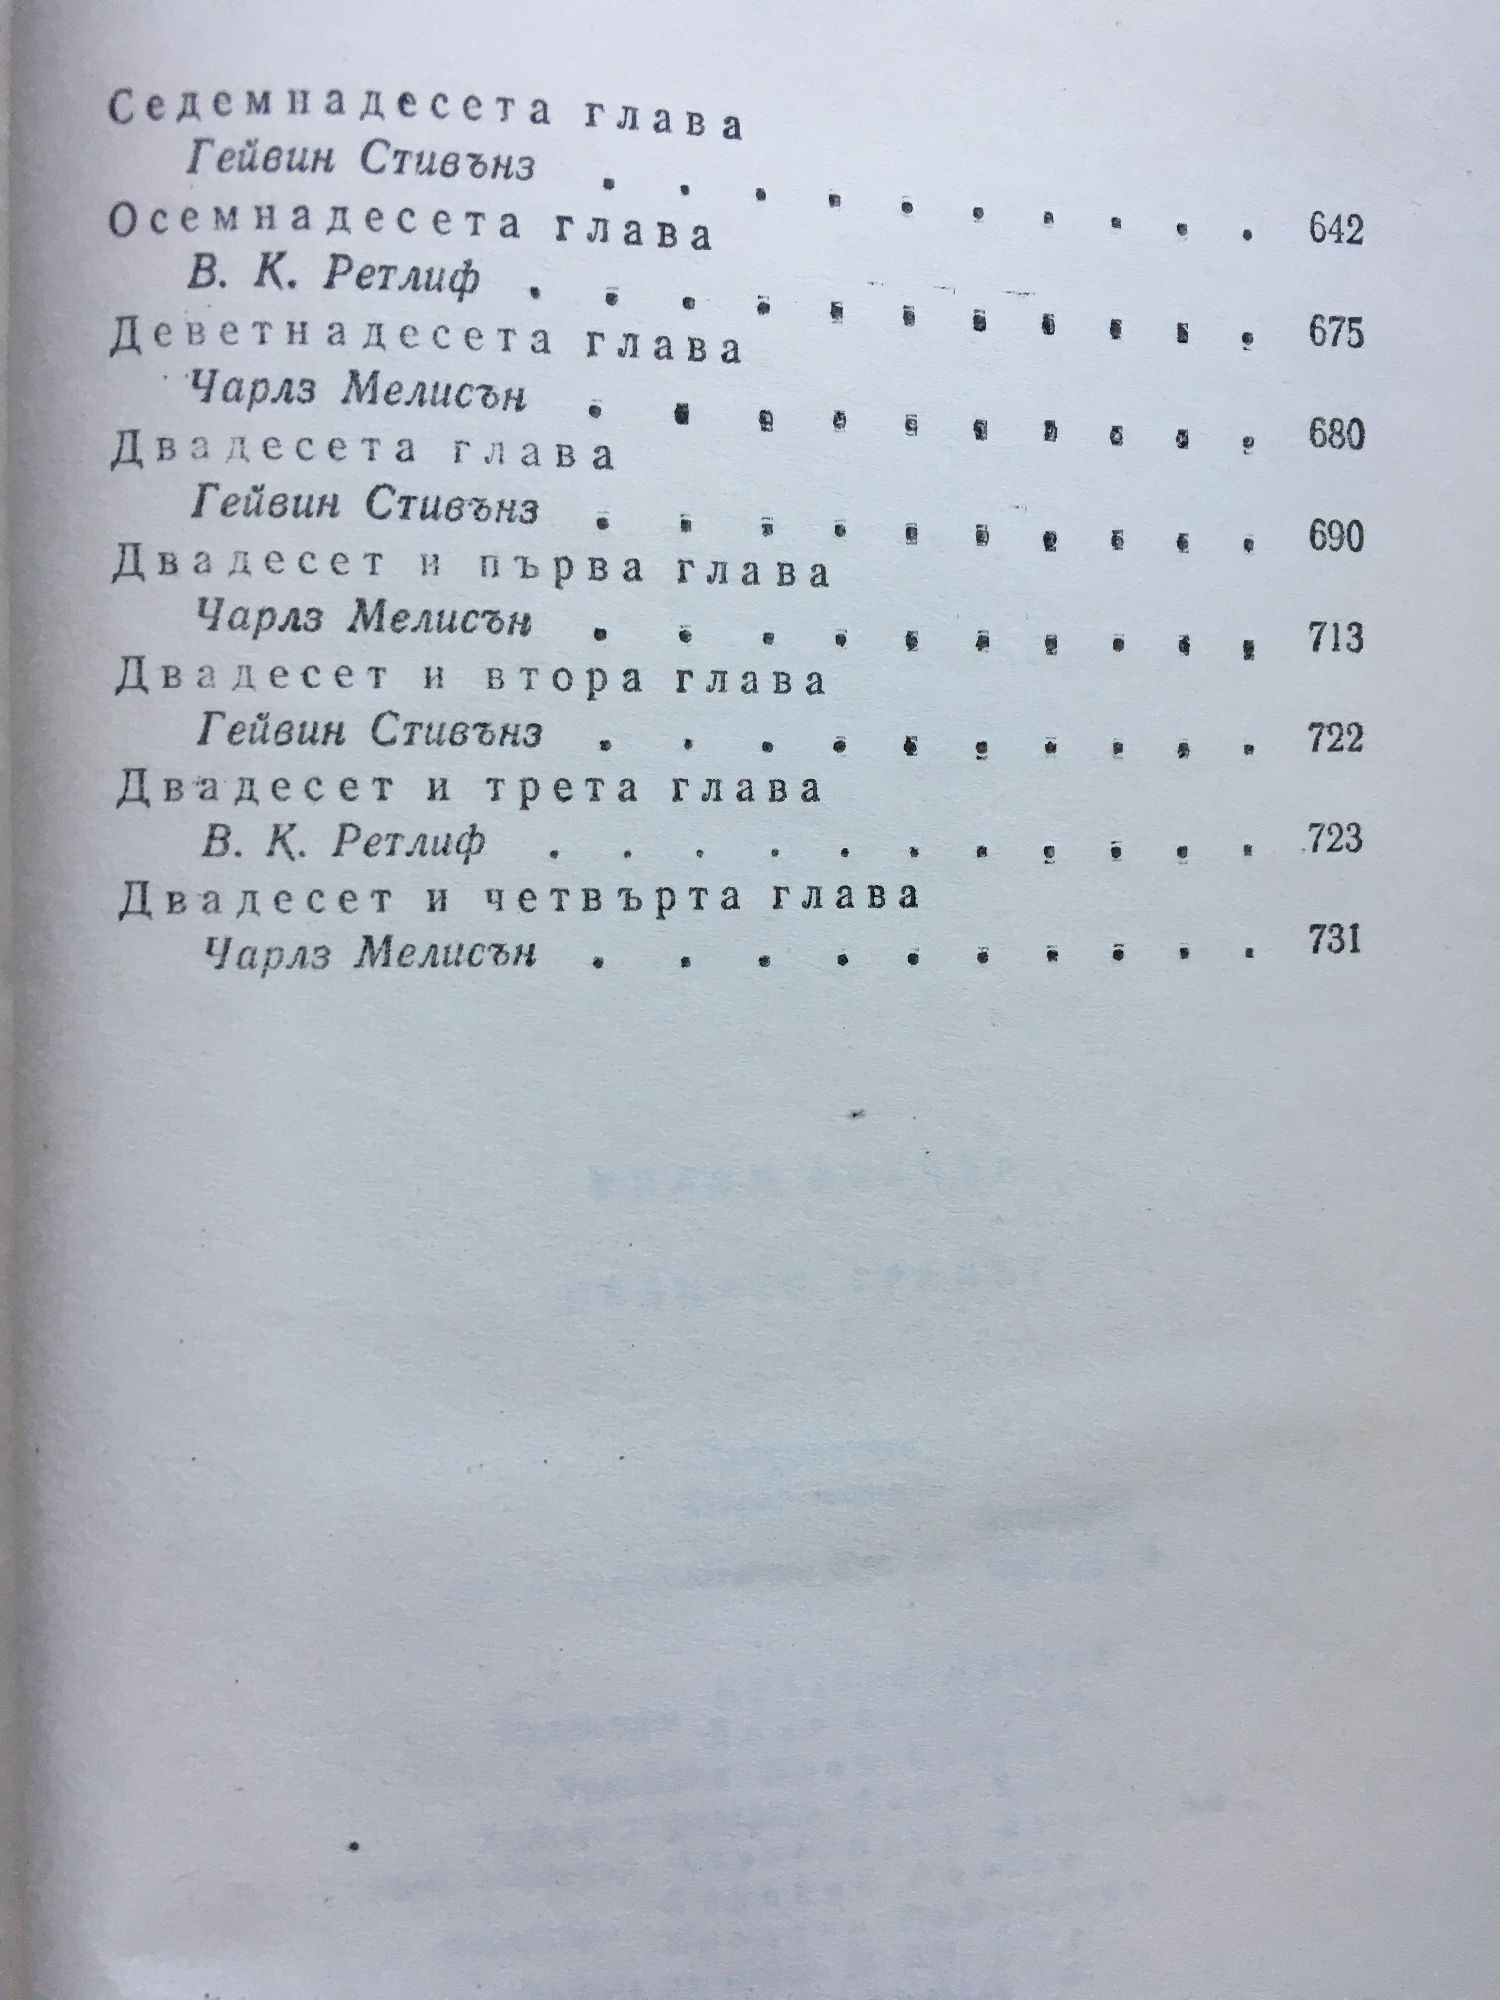 Седемнадесета глава
Гейвин Стивънз . . . . . . . . . . 642
Осемнадесета глава
В. К. Ретлиф . . . . . . . . . . . 675
Деветнадесета глава
Чарлз Мелисън . . . . . . . . . . 680
Двадесета глава
Гейвин Стивънз . . . . . . . . . . 690
Двадесет и първа глава
Чарлз Мелисън . . . . . . . . . . 713
Двадесет и втора глава
Гейвин Стивънз . . . . . . . . . . 722
Двадесет и трета глава
В. К. Ретлиф . . . . . . . . . . . 723
Двадесет и четвърта глава
Чарлз Мелисън . . . . . . . . . . 731